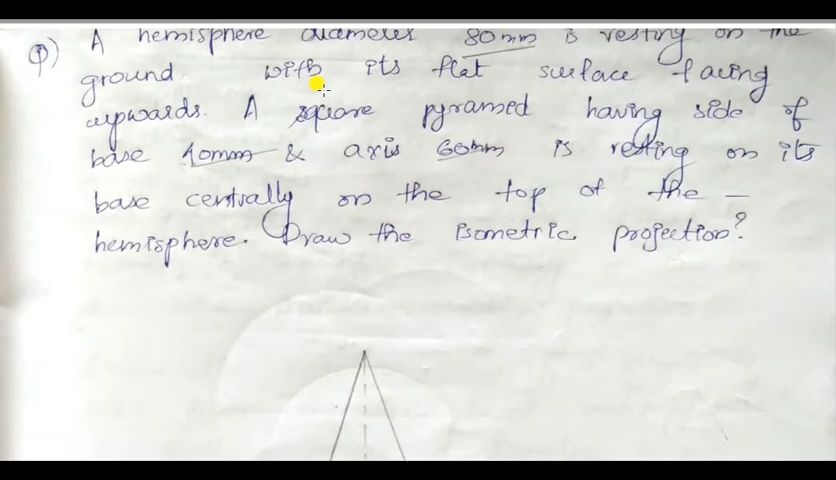 Q) A hemisphere diameter 80mm is resting on the
ground with its flat surface facing
upwards. A square pyramed having side of
base 40mm & axis 60mm is resting on its
base centrally on the top of the -
hemisphere. Draw the isometric projection?